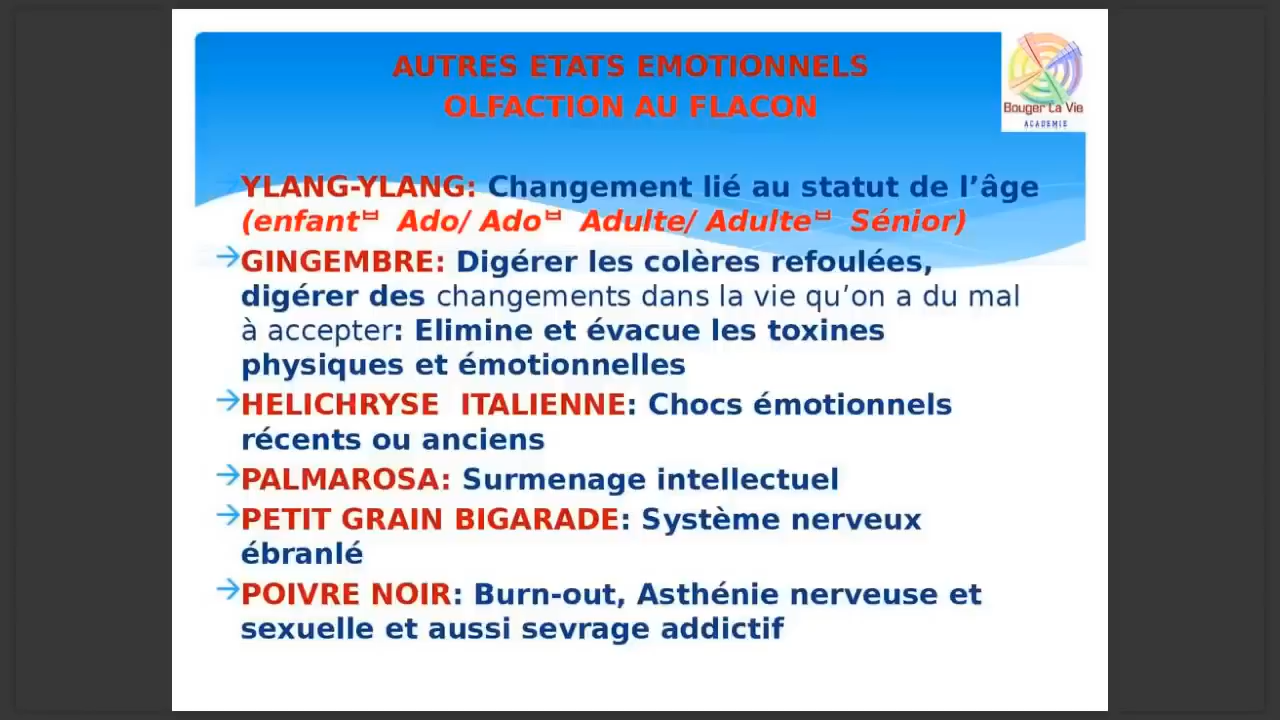 AUTRES ETATS EMOTIONNELS
OLFACTION AU FLACON
Bouger La Vie
ACADEMIE
YLANG-YLANG: Changement lié au statut de l’âge
(enfant Ado/ Ado Adulte/ Adulte Sénior)
GINGEMBRE: Digérer les colères refoulées,
digérer des changements dans la vie qu’on a du mal
à accepter: Elimine et évacue les toxines
physiques et émotionnelles
HELICHRYSE ITALIENNE: Chocs émotionnels
récents ou anciens
PALMAROSA: Surmenage intellectuel
PETIT GRAIN BIGARADE: Système nerveux
ébranlé
POIVRE NOIR: Burn-out, Asthénie nerveuse et
sexuelle et aussi sevrage addictif